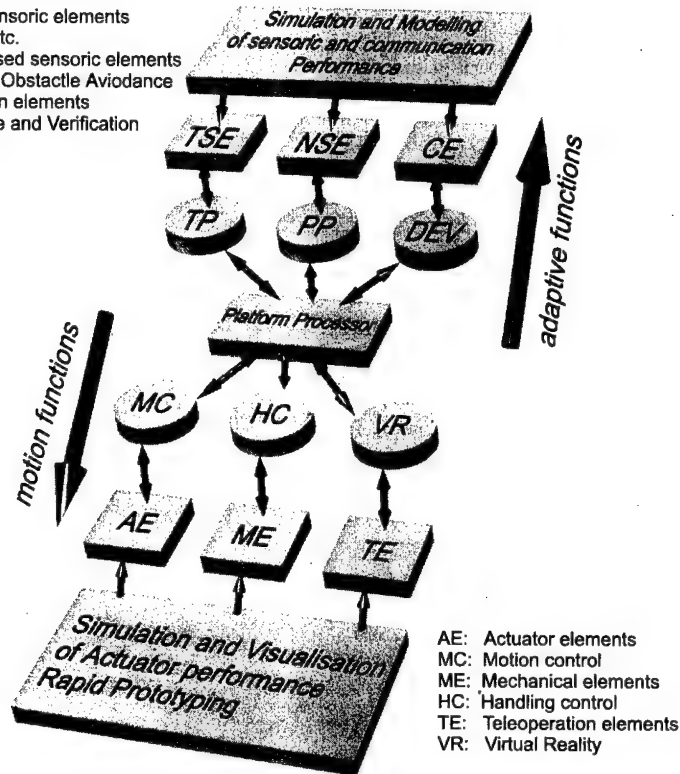 nsoric elements
etc.
sed sensoric elements
Obstactle Aviodance
n elements
e and Verification
Simulation and Modelling
of sensoric and communication
Performance
TSE
NSE
CE
TP
PP
DEV
adaptive functions
Platform Processor
motion functions
MC
HC
VR
AE
ME
TE
Simulation and Visualisation
of Actuator performance
Rapid Prototyping
AE: Actuator elements
MC: Motion control
ME: Mechanical elements
HC: Handling control
TE: Teleoperation elements
VR: Virtual Reality